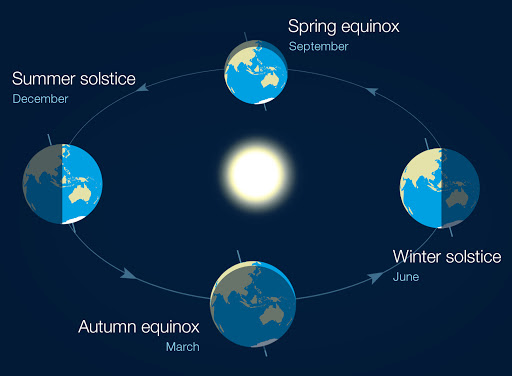 Spring equinox
September
Summer solstice
December
Winter solstice
June
Autumn equinox
March